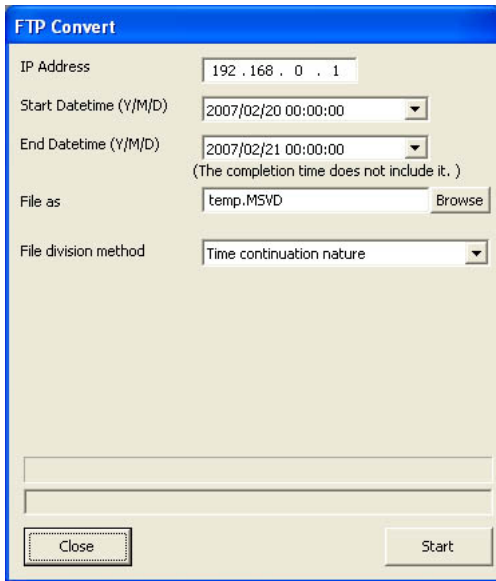 FTP Convert
IP Address 192 . 168 . 0 . 1
Start Datetime (Y/M/D) 2007/02/20 00:00:00
End Datetime (Y/M/D) 2007/02/21 00:00:00
(The completion time does not include it. )
File as temp.MSVD Browse
File division method Time continuation nature
Close Start